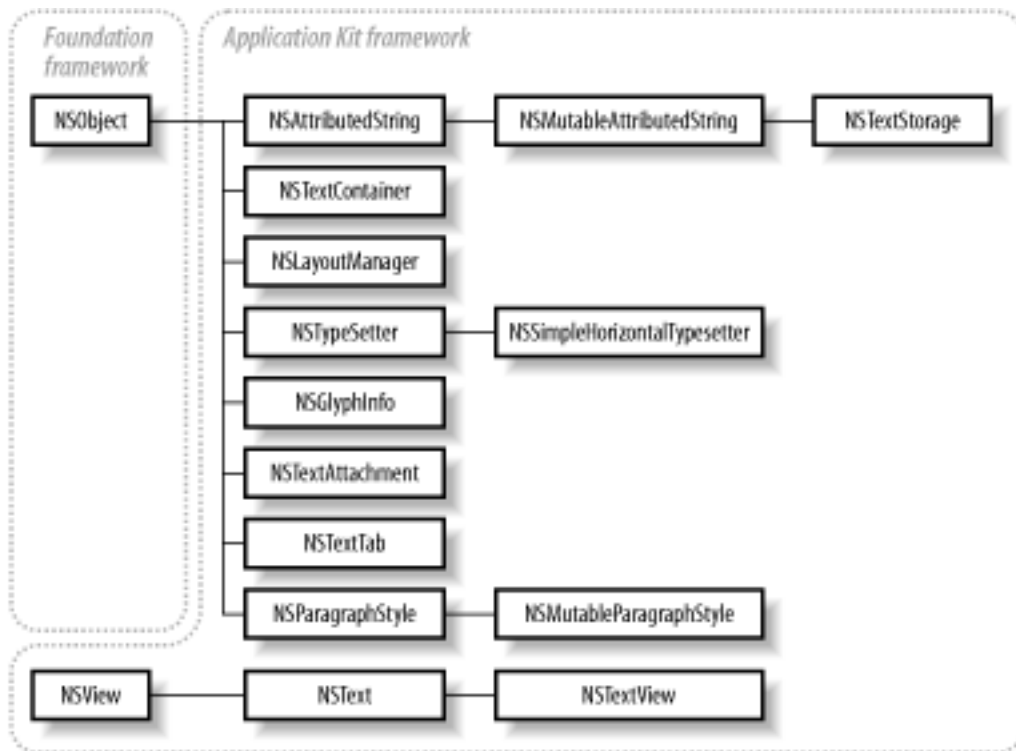 Foundation
framework
Application Kit framework
NSObject
NSAttributedString
NSMutableAttributedString
NSTextStorage
NSTextContainer
NSLayoutManager
NSTypeSetter
NSSimpleHorizontalTypesetter
NSGlyphInfo
NSTextAttachment
NSTextTab
NSParagraphStyle
NSMutableParagraphStyle
NSView
NSText
NSTextView